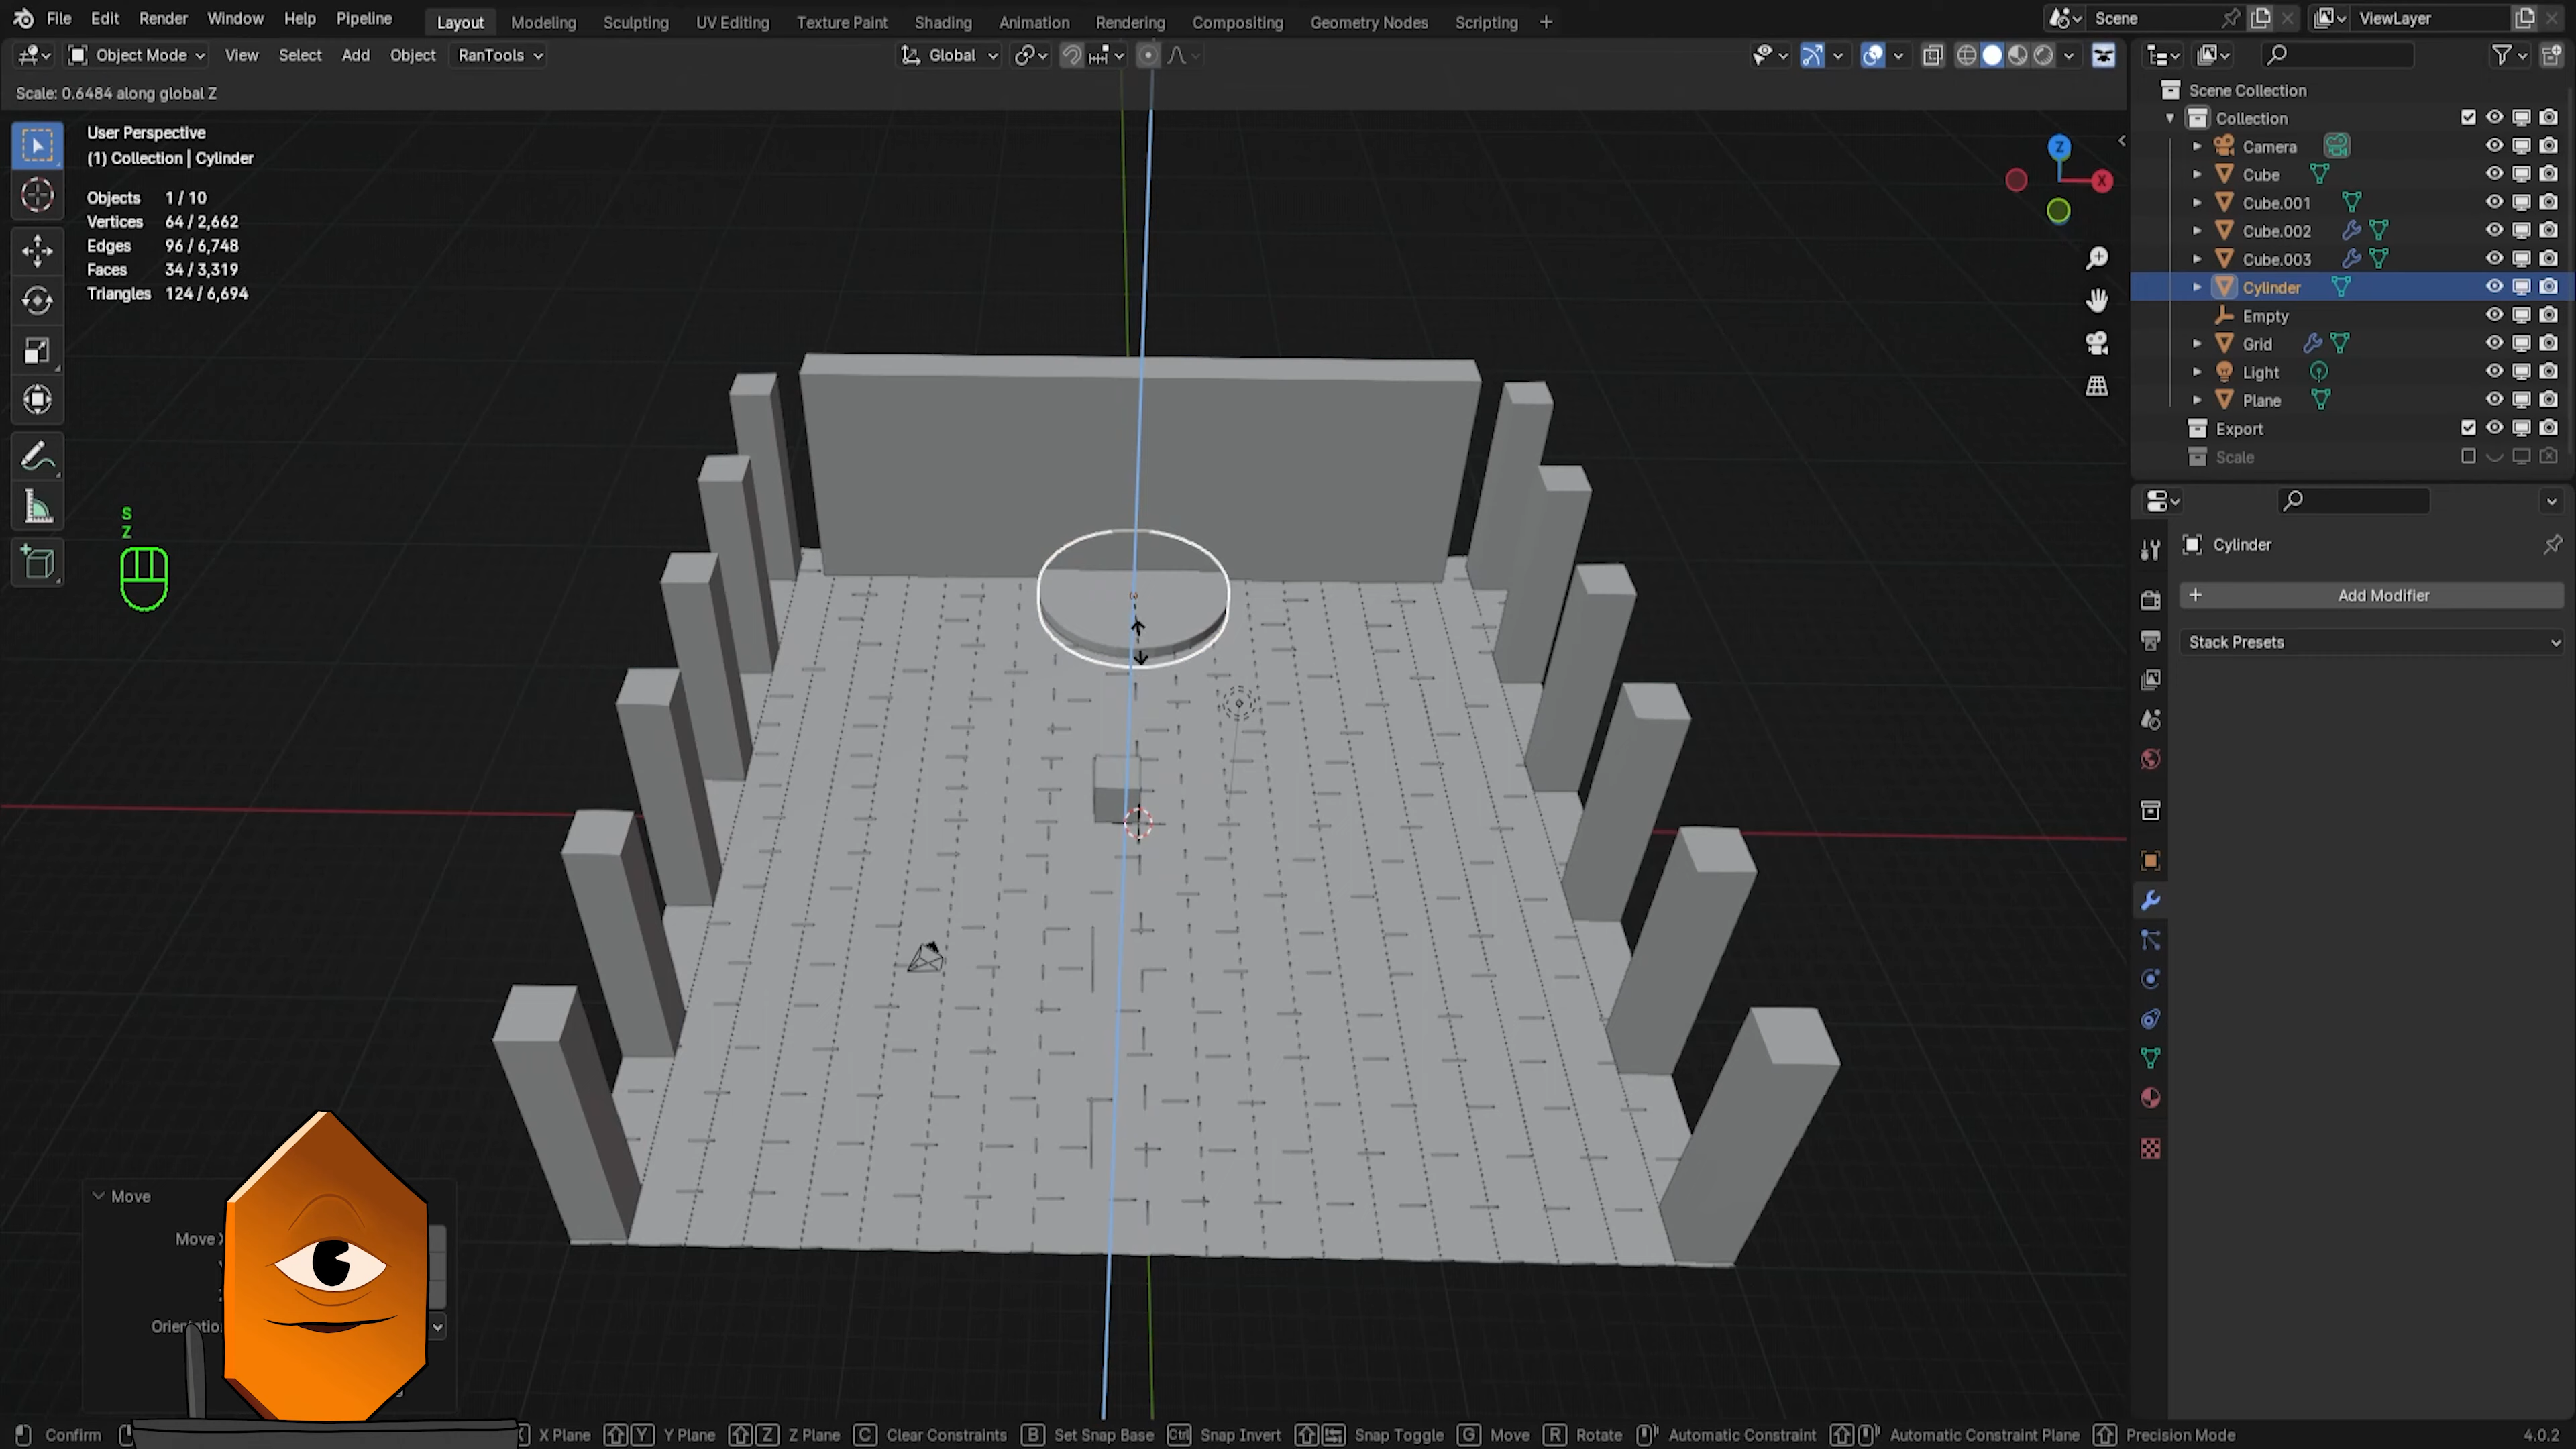 File Edit Render Window Help Pipeline Layout Modeling Sculpting UV Editing Texture Paint Shading Animation Rendering Compositing Geometry Nodes Scripting + Scene ViewLayer
Object Mode View Select Add Object RanTools Global
Scale: 0.6484 along global Z
User Perspective
(1) Collection | Cylinder
Objects 1 / 10
Vertices 64 / 2,662
Edges 96 / 6,748
Faces 34 / 3,319
Triangles 124 / 6,694
S
Z
Z
X
Scene Collection
Collection
Camera
Cube
Cube.001
Cube.002
Cube.003
Cylinder
Empty
Grid
Light
Plane
Export
Scale
Cylinder
+ Add Modifier
Stack Presets
Move
Move X
Confirm X X Plane Y Y Plane Z Z Plane C Clear Constraints B Set Snap Base Ctrl Snap Invert Snap Toggle G Move R Rotate Automatic Constraint Automatic Constraint Plane Precision Mode 4.0.2